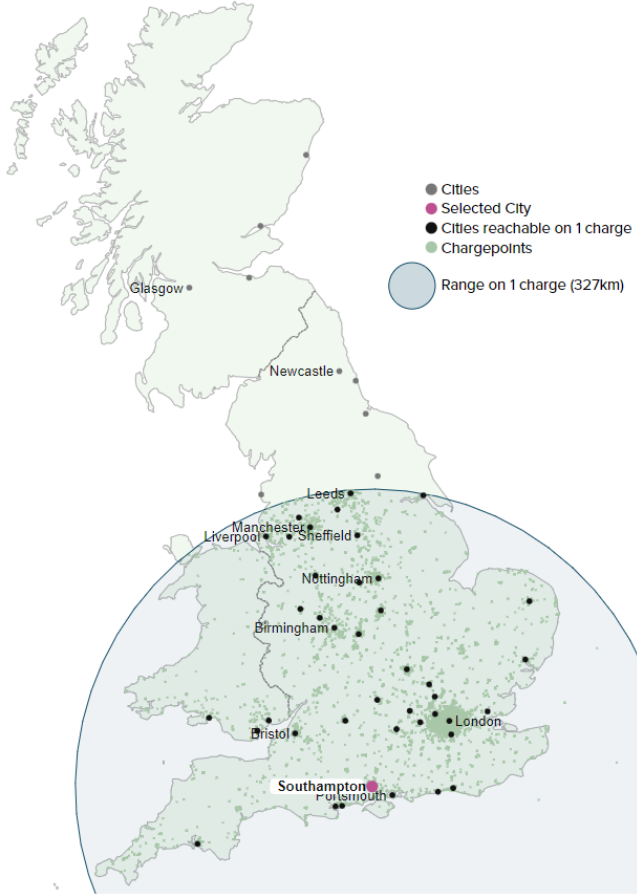 Cities
Selected City
Cities reachable on 1 charge
Chargepoints
Range on 1 charge (327km)
Glasgow
Newcastle
Leeds
Manchester
Liverpool
Sheffield
Nottingham
Birmingham
London
Bristol
Southampton
Portsmouth